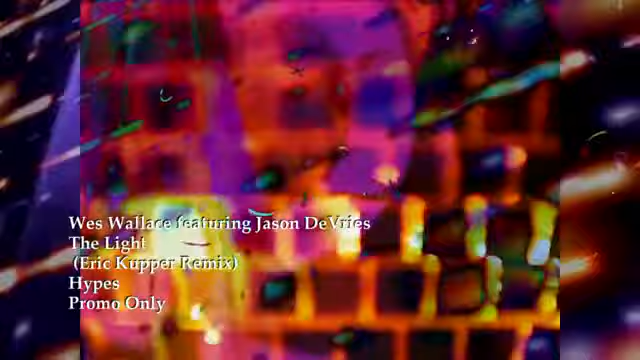 Wes Wallace featuring Jason DeVries
The Light
(Eric Kupper Remix)
Hypes
Promo Only